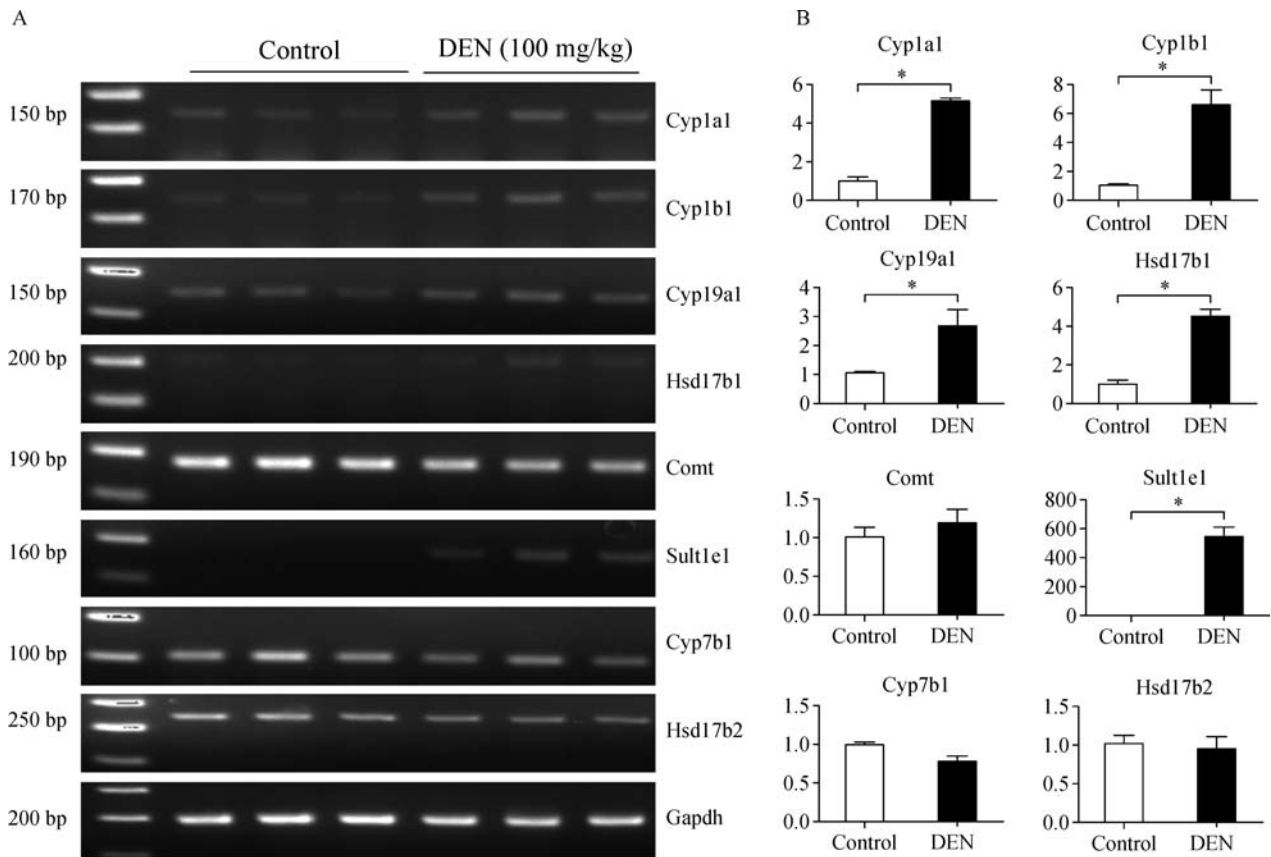 A
Control DEN (100 mg/kg)
150 bp Cyp1a1
170 bp Cyp1b1
150 bp Cyp19a1
200 bp Hsd17b1
190 bp Comt
160 bp Sult1e1
100 bp Cyp7b1
250 bp Hsd17b2
200 bp Gapdh
B
Cyp1a1
*
6
4
2
0
Control DEN
Cyp1b1
*
8
6
4
2
0
Control DEN
Cyp19a1
*
4
3
2
1
0
Control DEN
Hsd17b1
*
6
4
2
0
Control DEN
Comt
1.5
1.0
0.5
0.0
Control DEN
Sult1e1
*
800
600
400
200
0
Control DEN
Cyp7b1
1.5
1.0
0.5
0.0
Control DEN
Hsd17b2
1.5
1.0
0.5
0.0
Control DEN